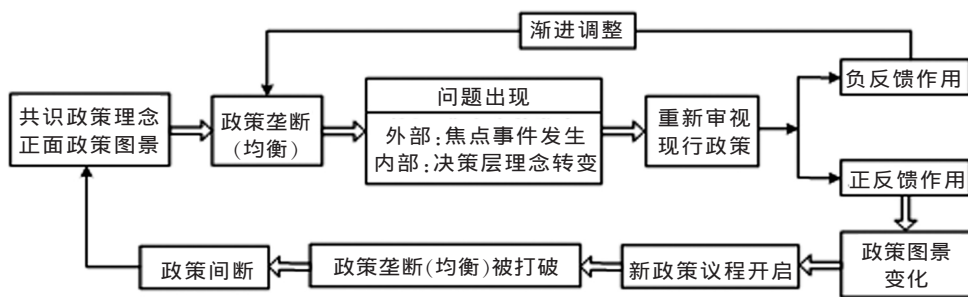 渐进调整
负反馈作用
共识政策理念
正面政策图景
政策垄断
(均衡)
问题出现
外部:焦点事件发生
内部:决策层理念转变
重新审视
现行政策
正反馈作用
政策图景
变化
新政策议程开启
政策垄断(均衡)被打破
政策间断